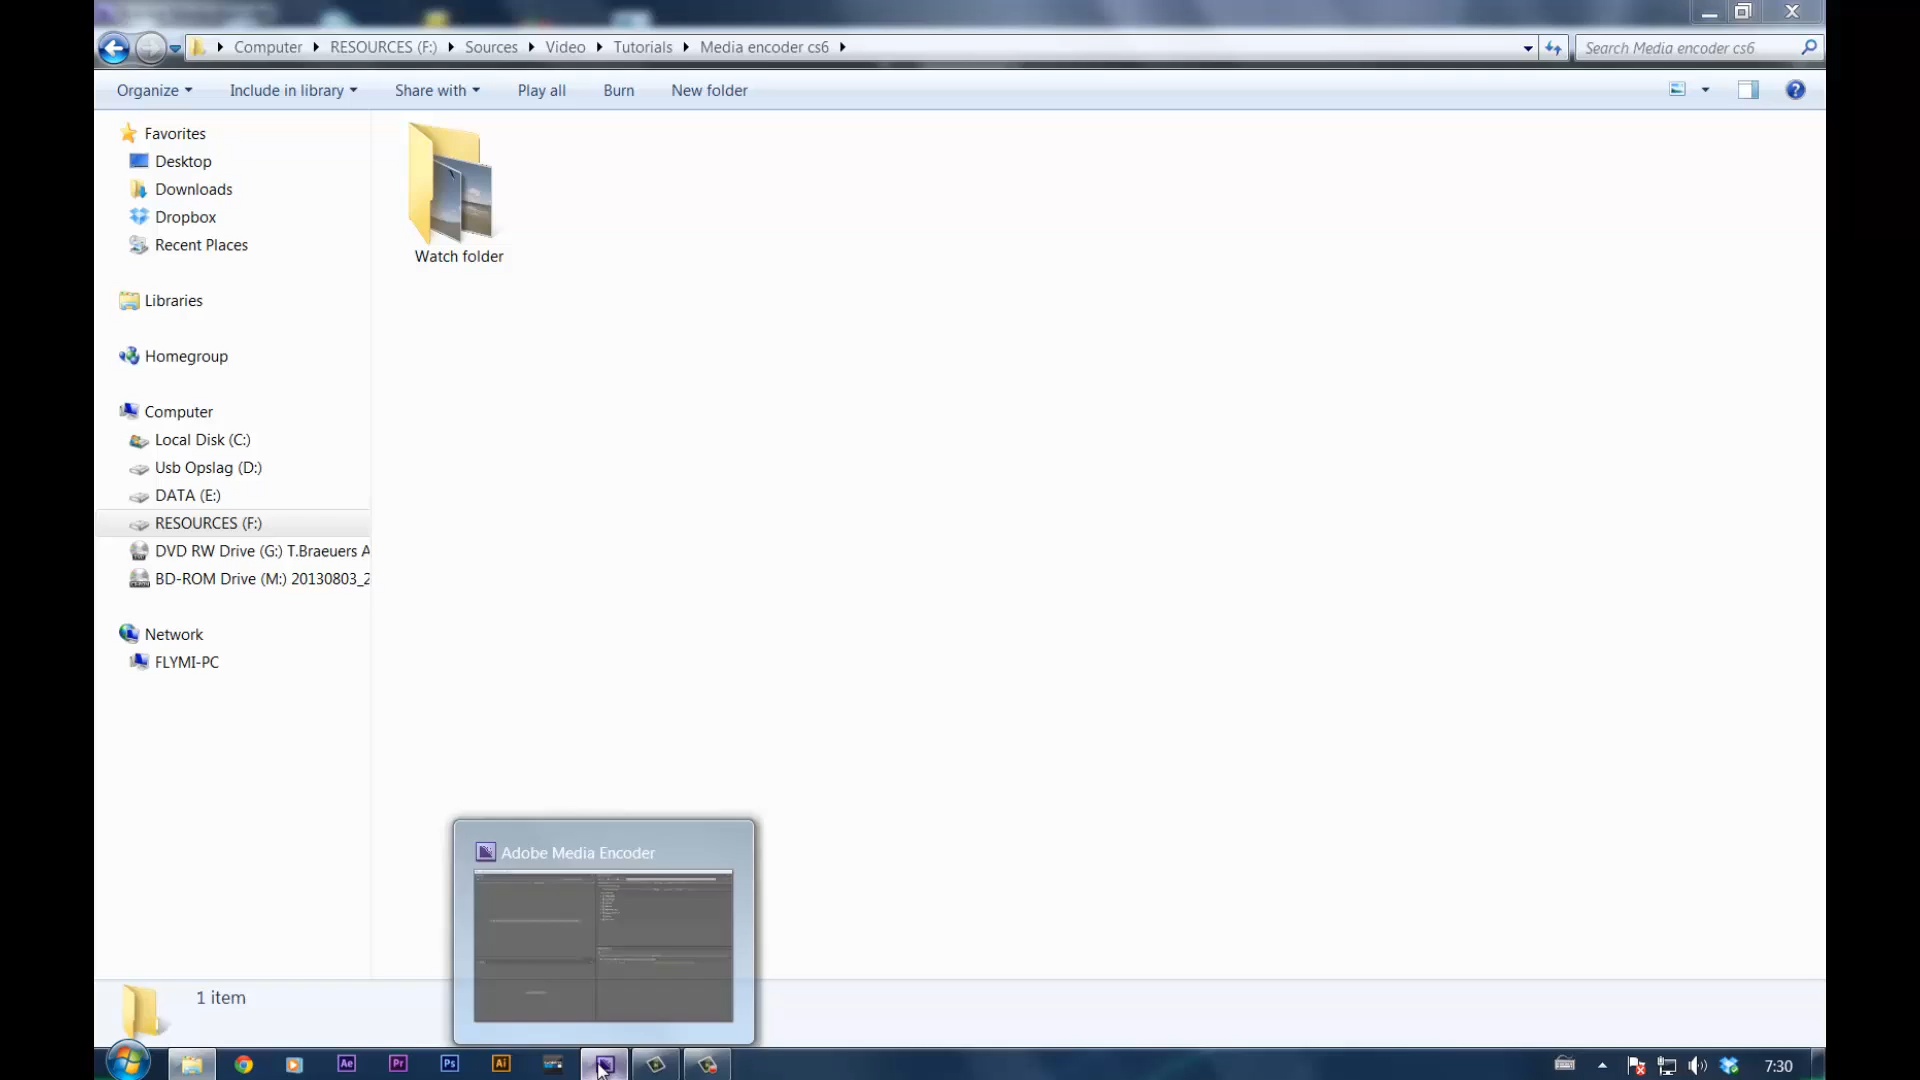 Computer RESOURCES (F:) Sources Video Tutorials Media encoder cs6
Search Media encoder cs6
Organize Include in library Share with Play all Burn New folder
Favorites
Desktop
Downloads
Dropbox
Recent Places
Libraries
Homegroup
Computer
Local Disk (C:)
Usb Opslag (D:)
DATA (E:)
RESOURCES (F:)
DVD RW Drive (G:) T.Braeuers A
BD-ROM Drive (M:) 20130803_2
Network
FLYMI-PC
Watch folder
Adobe Media Encoder
1 item
Ae Pr Ps Ai
7:30